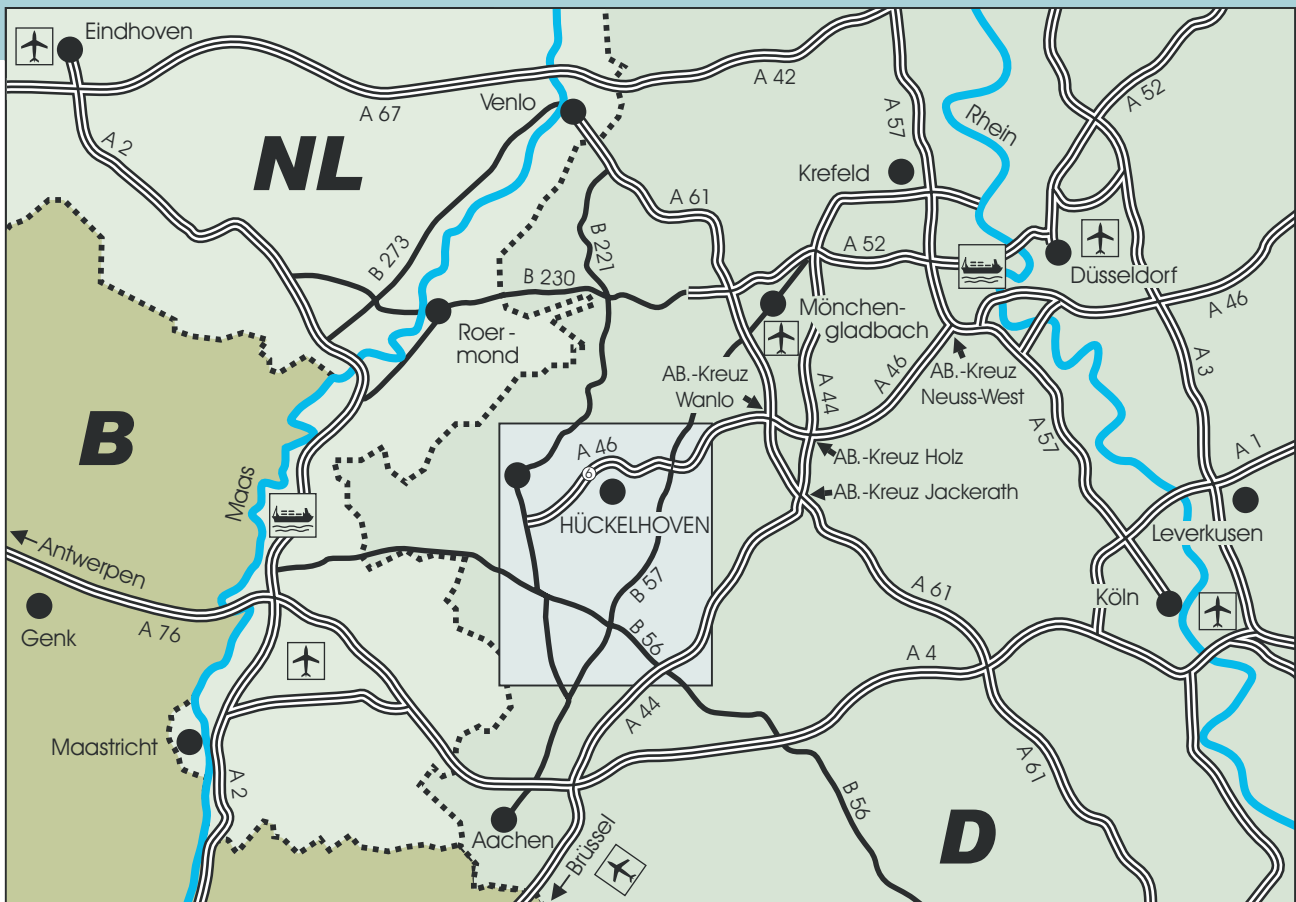 Eindhoven
A 67
A 42
A 52
Venlo
A 57
Rhein
A 2
NL
Krefeld
A 61
B 273
B 221
A 52
Düsseldorf
B 230
Mönchen-
gladbach
A 46
Roer-
mond
AB.-Kreuz
Wanlo
A 44
A 46
AB.-Kreuz
Neuss-West
A 3
B
A 57
A 1
A 46
6
AB.-Kreuz Holz
Maas
AB.-Kreuz Jackerath
HÜCKELHOVEN
Leverkusen
Antwerpen
B 57
A 61
Köln
Genk
A 76
B 56
A 4
A 44
Maastricht
A 2
A 61
B 56
D
Aachen
Brüssel